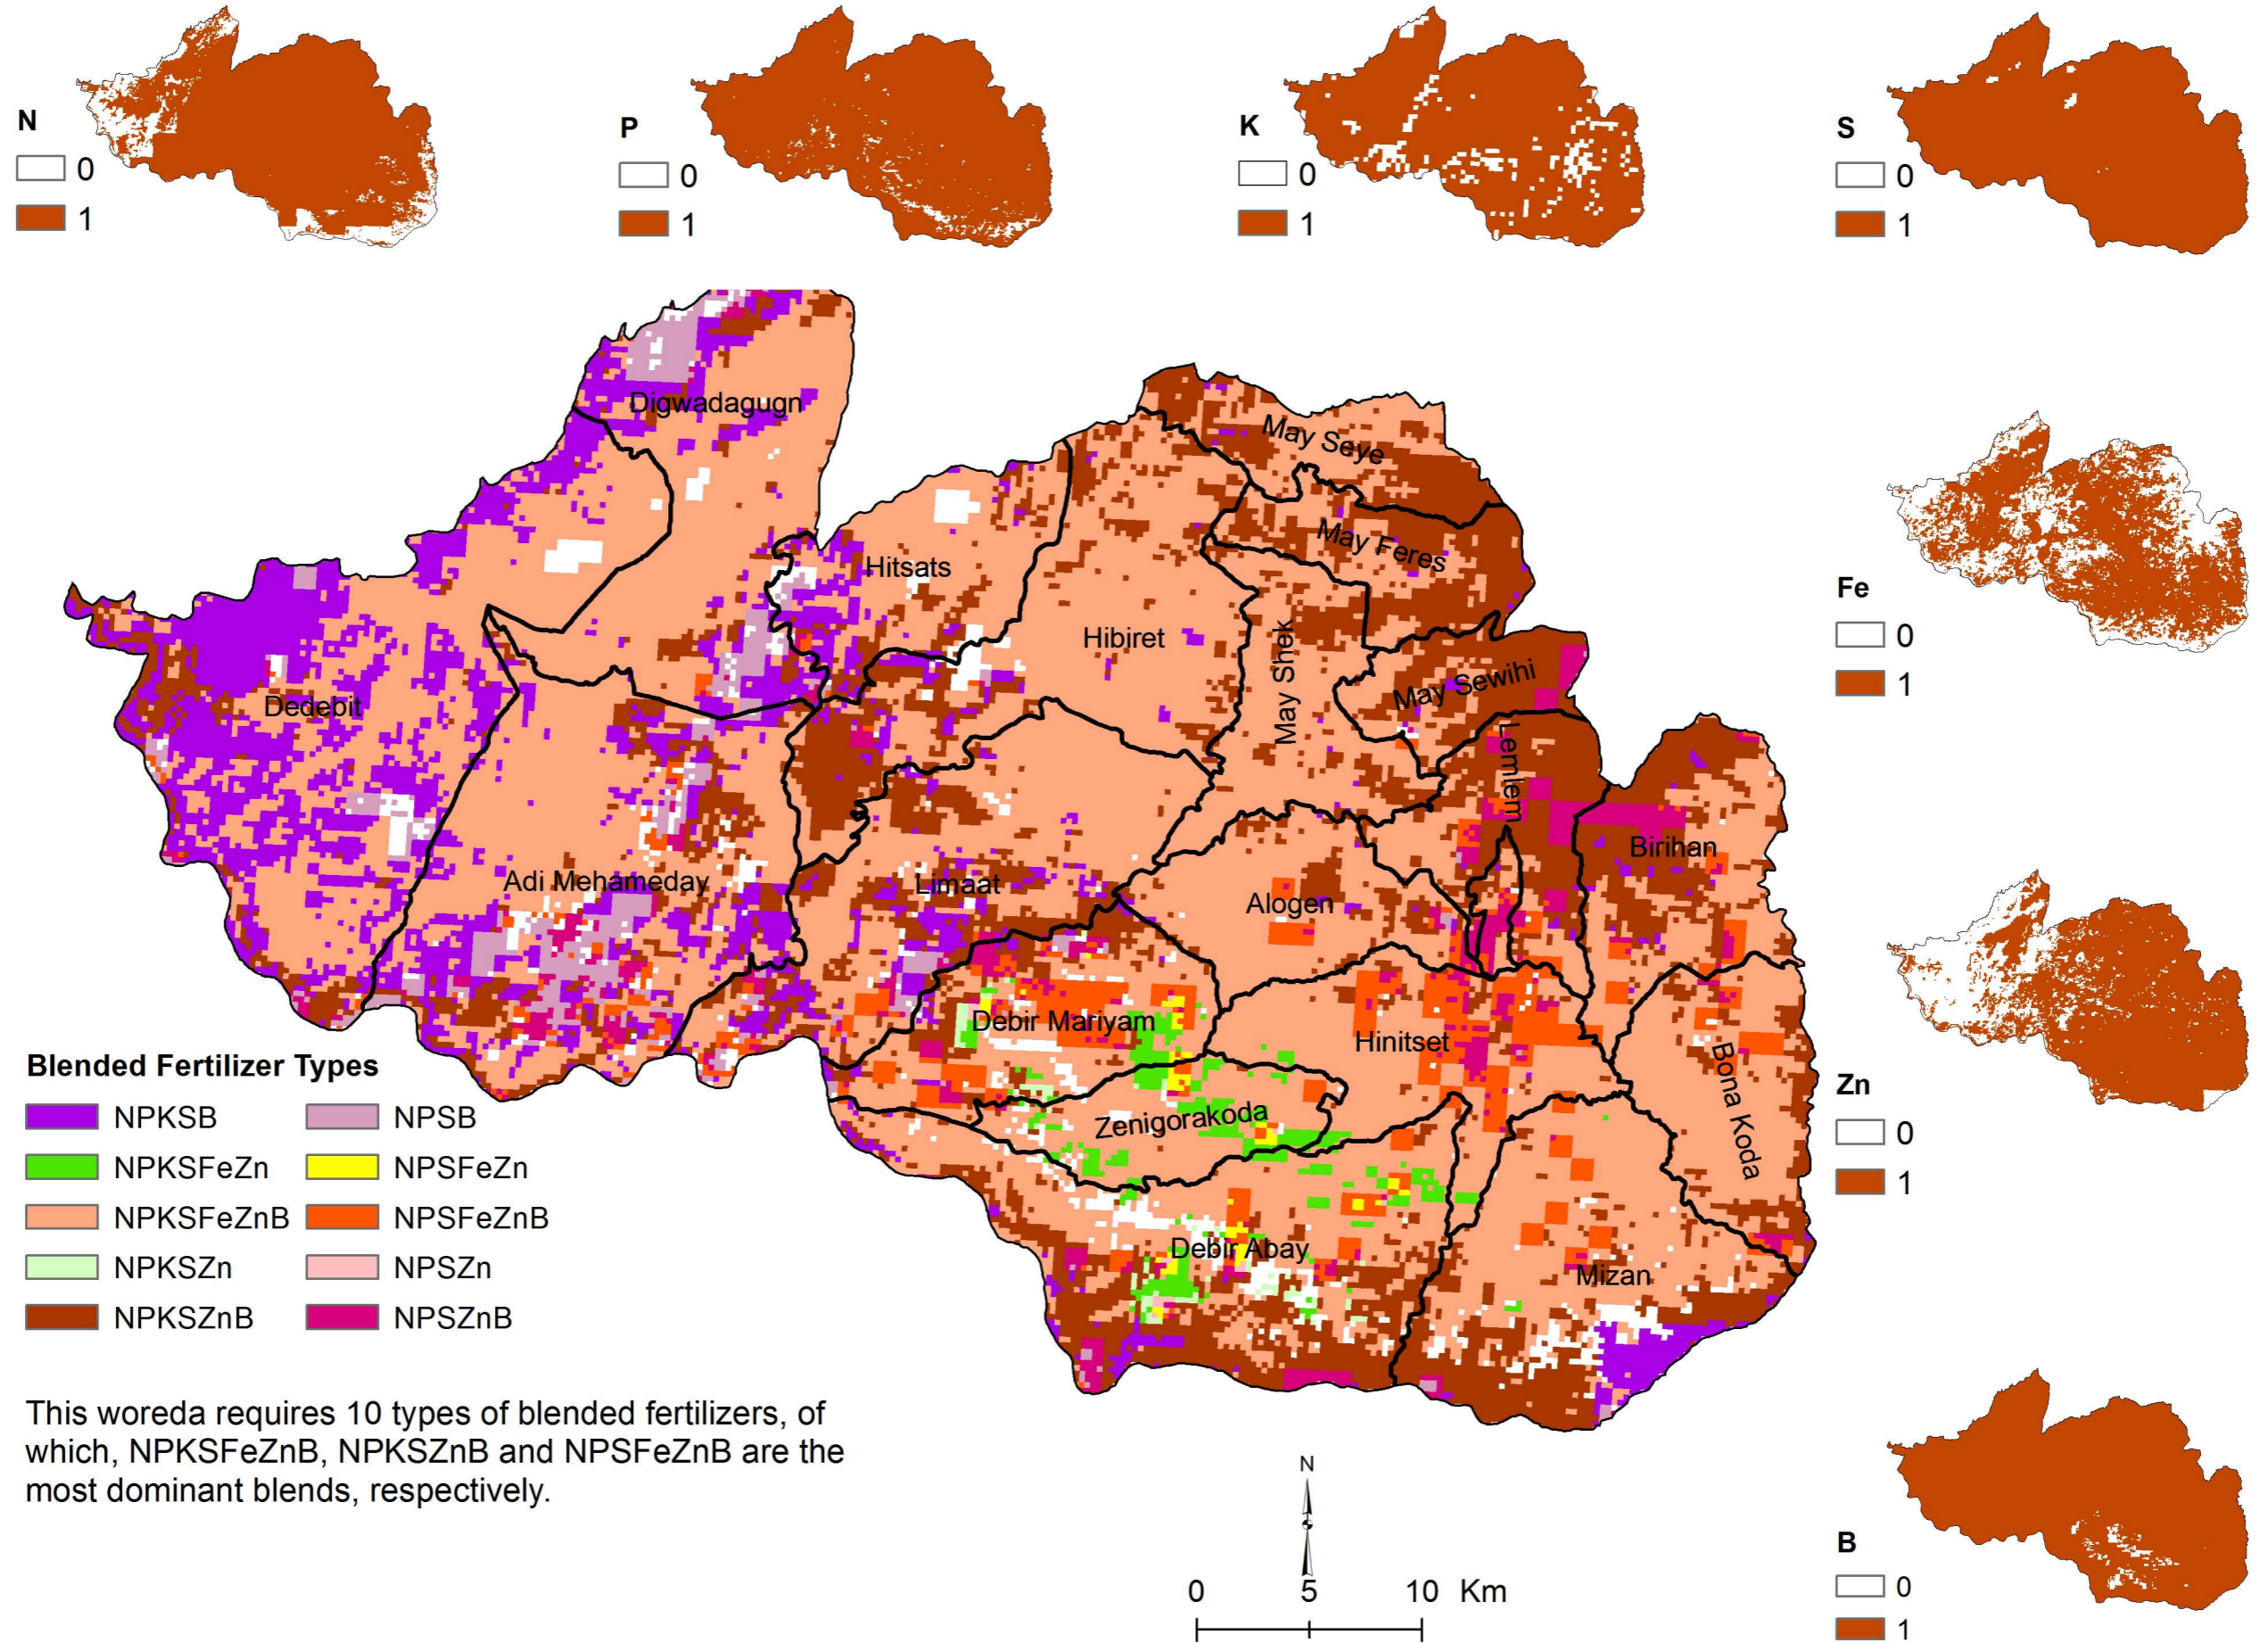 N
0
1
P
0
1
K
0
1
S
0
1
Digwadagugn
May Seye
May Feres
Hitsats
Hibiret
May Shek
May Sewihi
Dedebit
Lemlem
Birihan
Adi Mehameday
Limaat
Alogen
Debir Mariyam
Hinitset
Bona Koda
Zenigorakoda
Debir Abay
Mizan
Fe
0
1
Zn
0
1
B
0
1
Blended Fertilizer Types
NPKSB
NPSB
NPKSFeZn
NPSFeZn
NPKSFeZnB
NPSFeZnB
NPKSZn
NPSZn
NPKSZnB
NPSZnB
This woreda requires 10 types of blended fertilizers, of
which, NPKSFeZnB, NPKSZnB and NPSFeZnB are the
most dominant blends, respectively.
N
0 5 10 Km